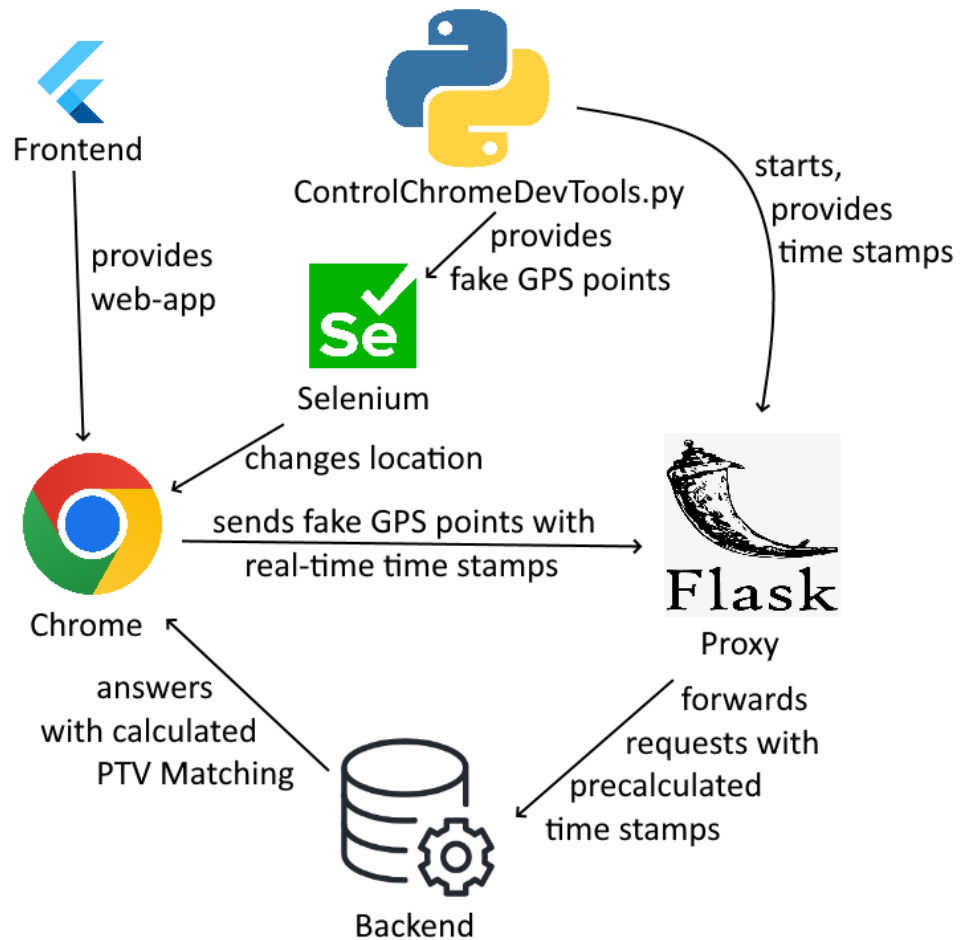 Frontend
ControlChromeDevTools.py
starts,
provides
time stamps
provides
fake GPS points
provides
web-app
Se
Selenium
changes location
sends fake GPS points with
real-time time stamps
Chrome
Flask
Proxy
answers
with calculated
PTV Matching
forwards
requests with
precalculated
time stamps
Backend